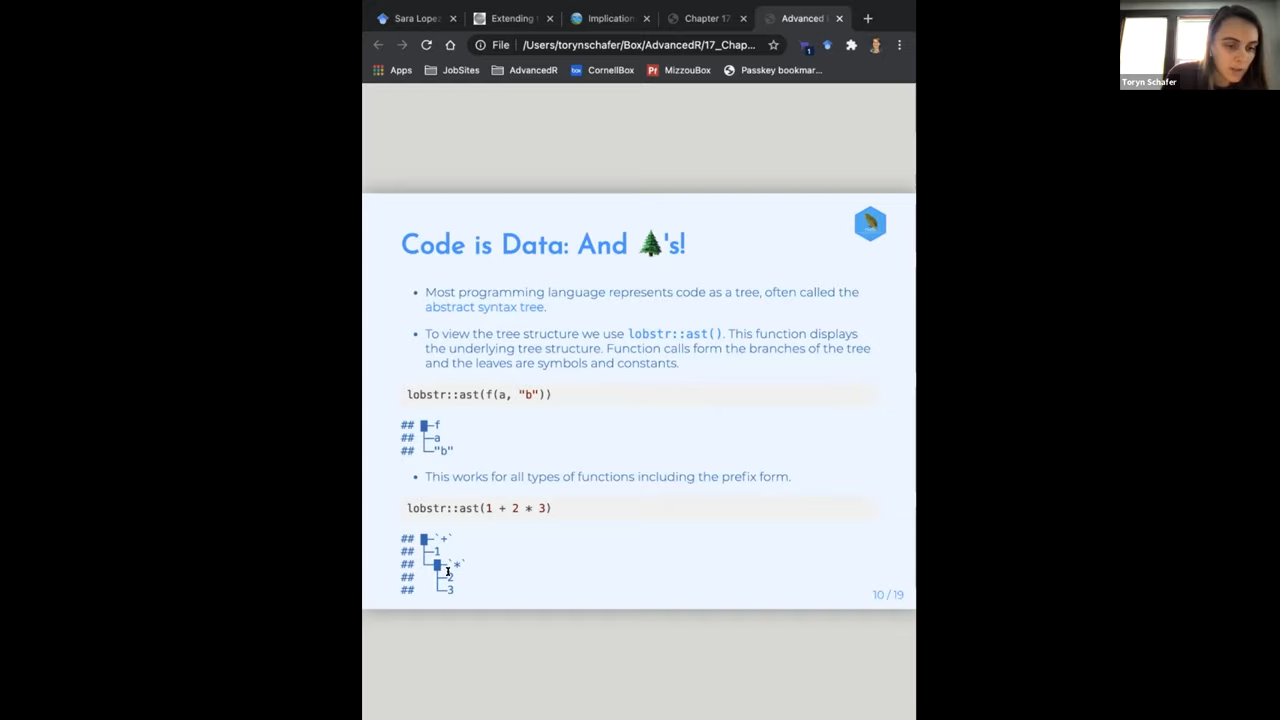 Sara Lopez
Extending
Implication
Chapter 17
Advanced
File
/Users/torynschafer/Box/AdvancedR/17_Chap...
1
Apps
JobSites
AdvancedR
box
CornellBox
Pf
MizzouBox
Passkey bookmar...
Toryn Schafer
Code is Data: And 🌲's!
• Most programming language represents code as a tree, often called the
abstract syntax tree.
• To view the tree structure we use lobstr::ast(). This function displays
the underlying tree structure. Function calls form the branches of the tree
and the leaves are symbols and constants.
lobstr::ast(f(a, "b"))
## █─f
## ├─a
## └─"b"
• This works for all types of functions including the prefix form.
lobstr::ast(1 + 2 * 3)
## █─`+`
## ├─1
## └─█─`*`
##   ├─2
##   └─3
10 / 19